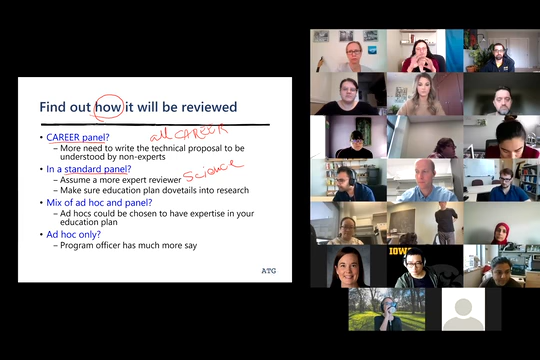 Find out how it will be reviewed
all CAREER
• CAREER panel?
– More need to write the technical proposal to be
understood by non-experts
Science
• In a standard panel?
– Assume a more expert reviewer
– Make sure education plan dovetails into research
• Mix of ad hoc and panel?
– Ad hocs could be chosen to have expertise in your
education plan
• Ad hoc only?
– Program officer has much more say
ATG
IOWA